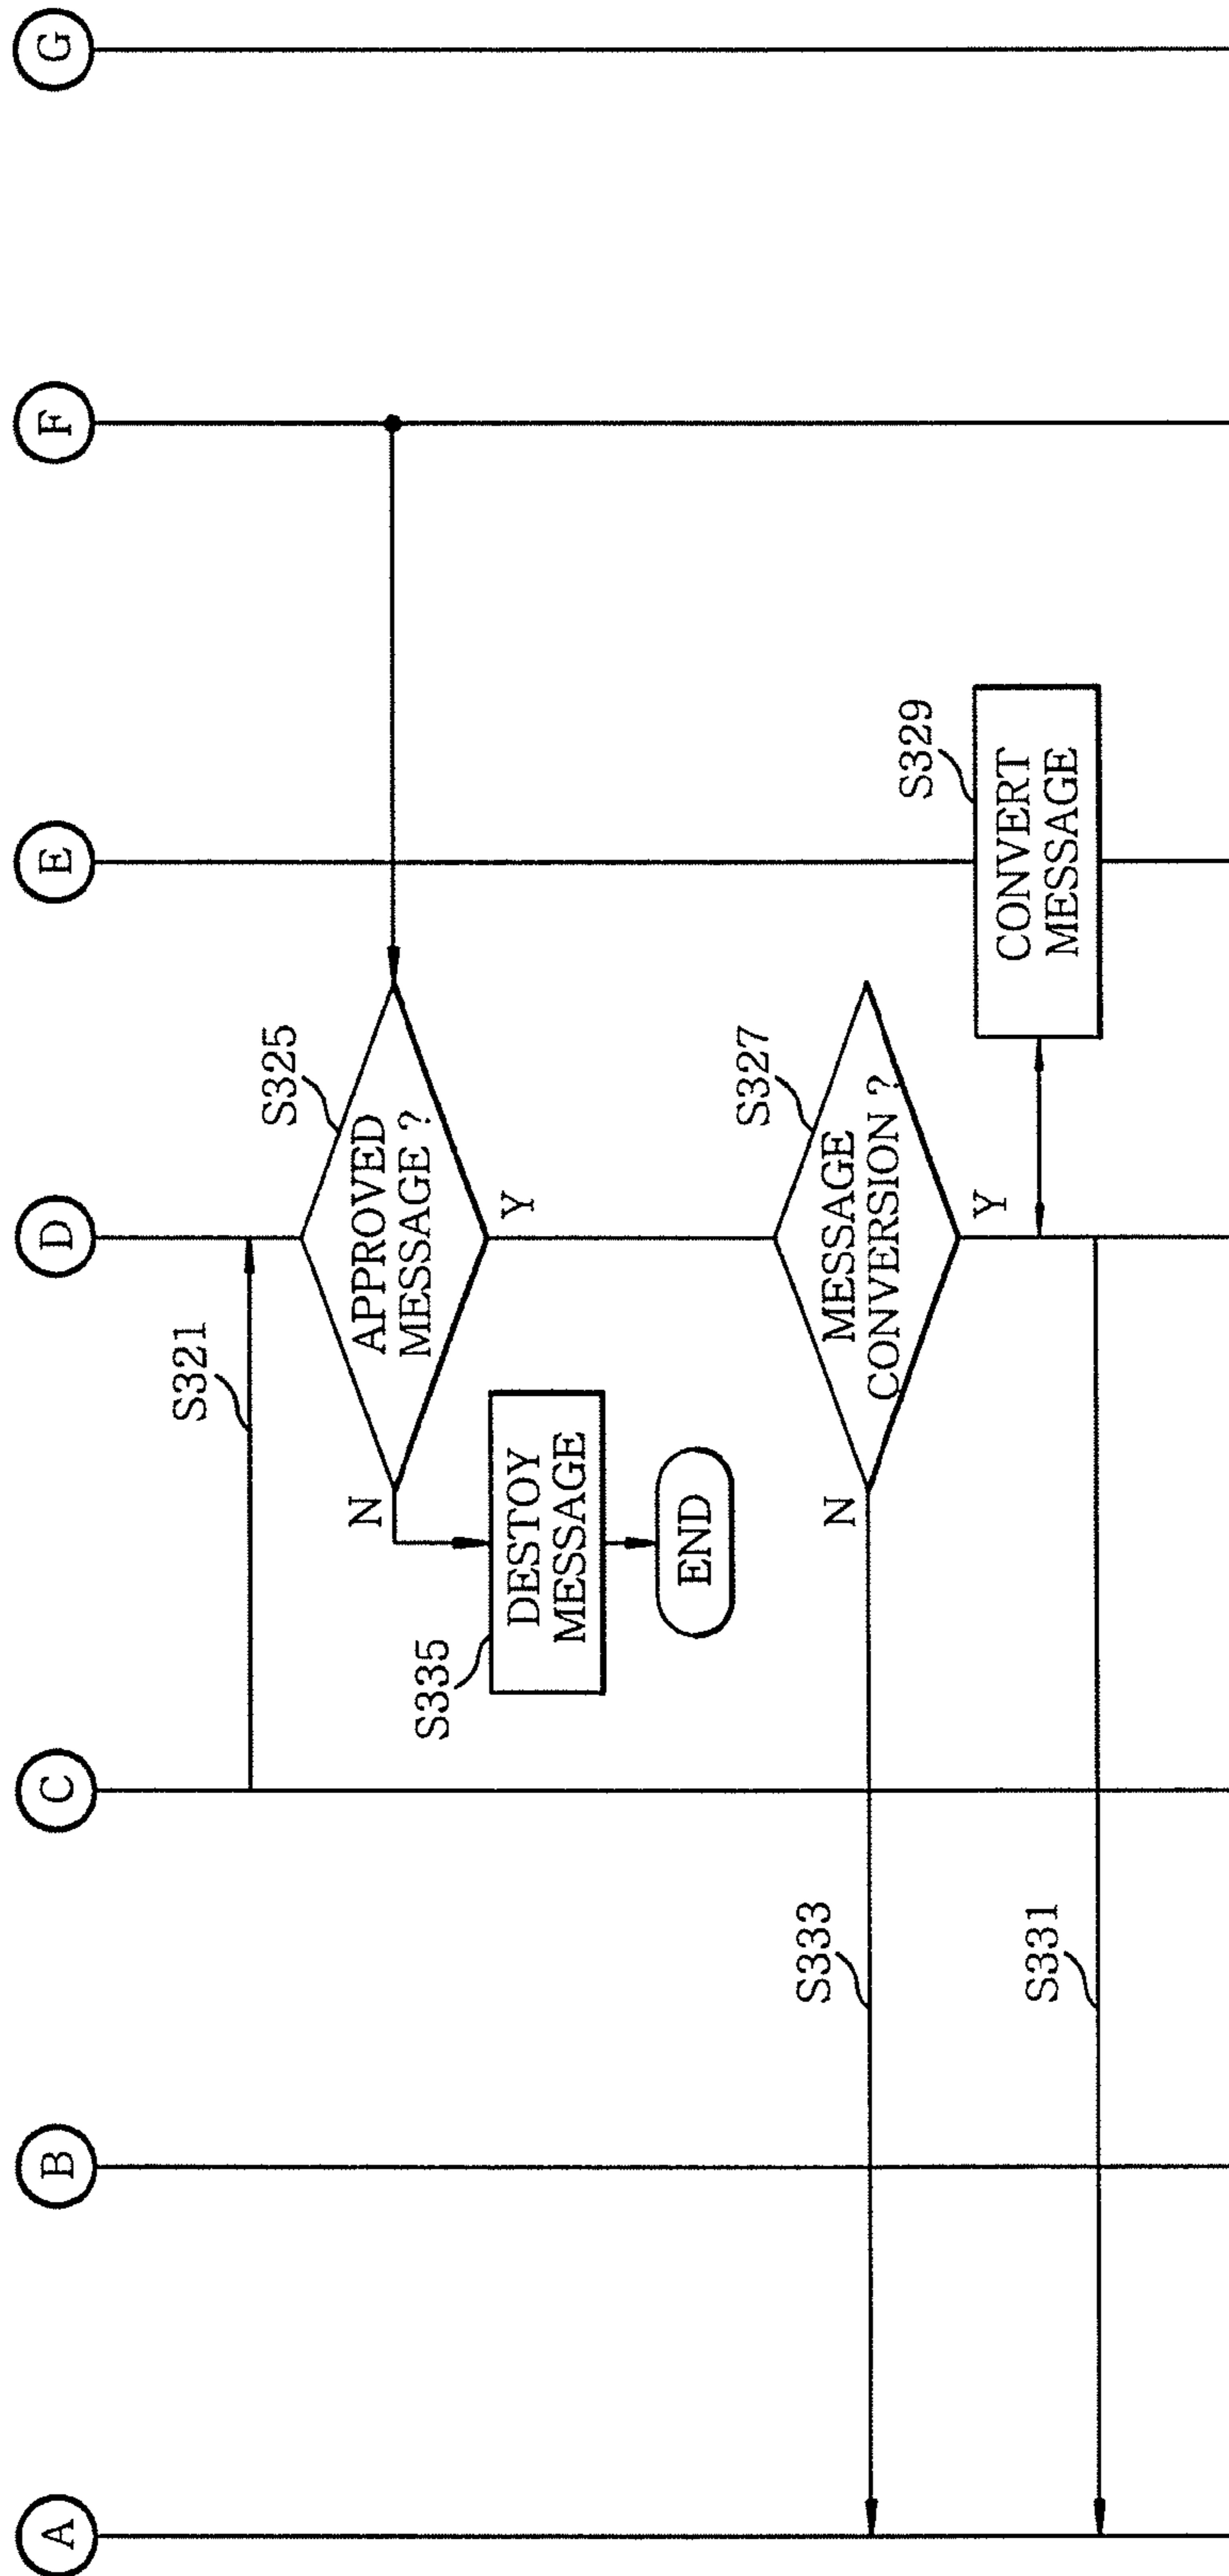 A
B
C
D
E
F
G
S321
S325
APPROVED
MESSAGE ?
N
Y
S335
DESTOY
MESSAGE
END
S327
MESSAGE
CONVERSION ?
N
Y
S329
CONVERT
MESSAGE
S333
S331